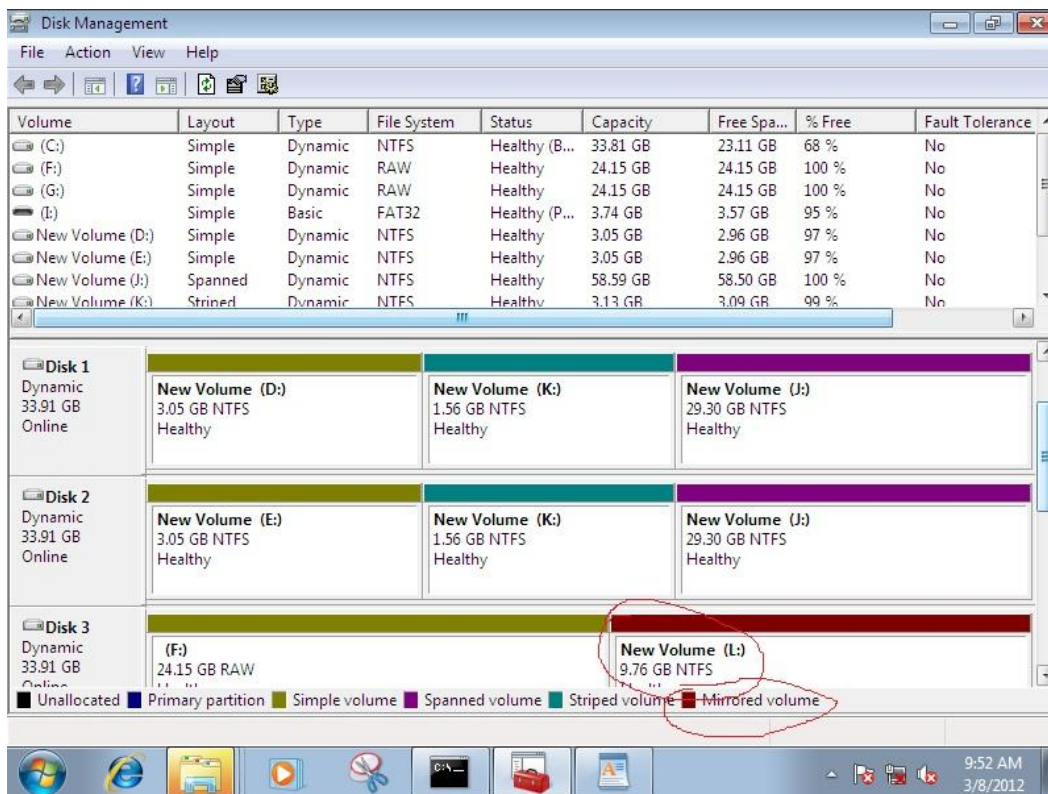 Disk Management
File Action View Help
Volume Layout Type File System Status Capacity Free Spa... % Free Fault Tolerance
(C:) Simple Dynamic NTFS Healthy (B... 33.81 GB 23.11 GB 68 % No
(F:) Simple Dynamic RAW Healthy 24.15 GB 24.15 GB 100 % No
(G:) Simple Dynamic RAW Healthy 24.15 GB 24.15 GB 100 % No
(I:) Simple Basic FAT32 Healthy (P... 3.74 GB 3.57 GB 95 % No
New Volume (D:) Simple Dynamic NTFS Healthy 3.05 GB 2.96 GB 97 % No
New Volume (E:) Simple Dynamic NTFS Healthy 3.05 GB 2.96 GB 97 % No
New Volume (J:) Spanned Dynamic NTFS Healthy 58.59 GB 58.50 GB 100 % No
New Volume (K:) Striped Dynamic NTFS Healthy 3.13 GB 3.09 GB 99 % No
Disk 1
Dynamic
33.91 GB
Online
New Volume (D:)
3.05 GB NTFS
Healthy
New Volume (K:)
1.56 GB NTFS
Healthy
New Volume (J:)
29.30 GB NTFS
Healthy
Disk 2
Dynamic
33.91 GB
Online
New Volume (E:)
3.05 GB NTFS
Healthy
New Volume (K:)
1.56 GB NTFS
Healthy
New Volume (J:)
29.30 GB NTFS
Healthy
Disk 3
Dynamic
33.91 GB
Online
(F:)
24.15 GB RAW
New Volume (L:)
9.76 GB NTFS
Unallocated Primary partition Simple volume Spanned volume Striped volume Mirrored volume
C:\_
A
9:52 AM
3/8/2012